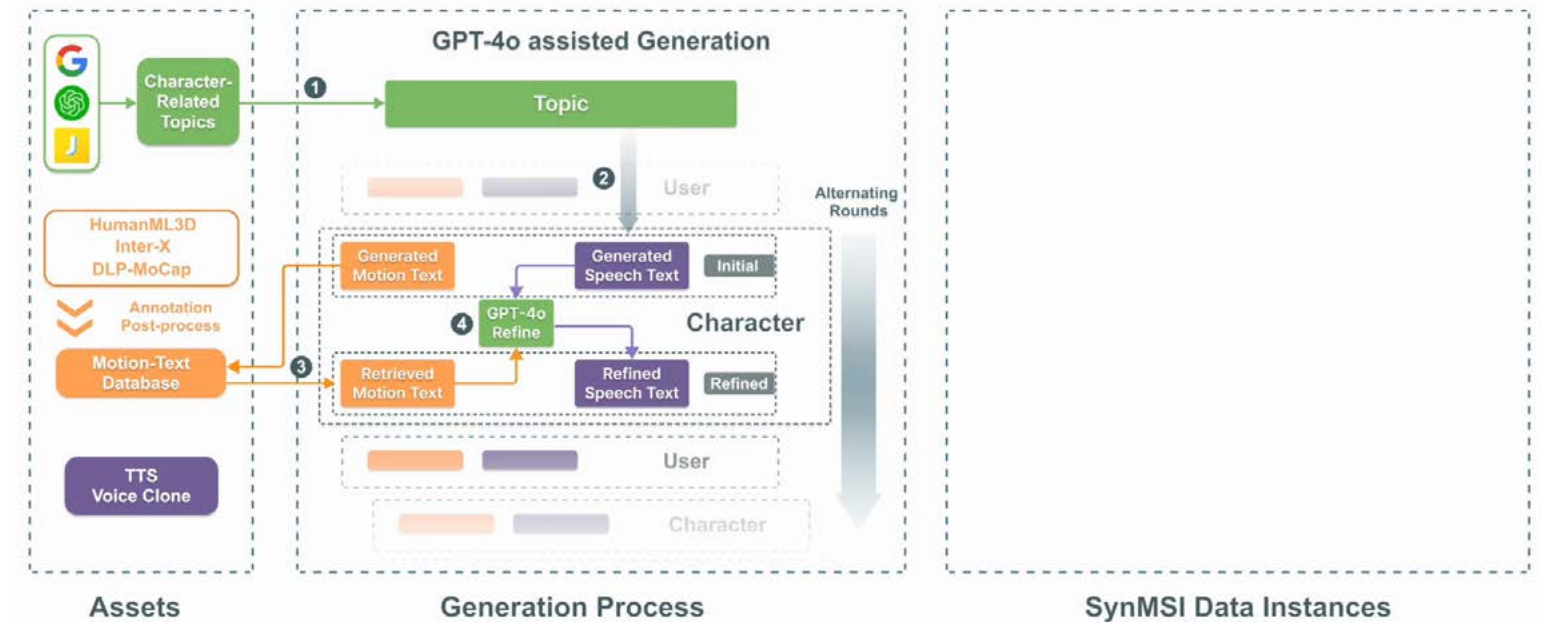 GPT-4o assisted Generation
G
Character-
Related
Topics
1
Topic
J
2
User
Alternating
Rounds
HumanML3D
Inter-X
DLP-MoCap
Generated
Motion Text
Generated
Speech Text
Initial
Annotation
Post-process
4
GPT-4o
Refine
Character
Motion-Text
Database
3
Retrieved
Motion Text
Refined
Speech Text
Refined
User
TTS
Voice Clone
Character
Assets
Generation Process
SynMSI Data Instances